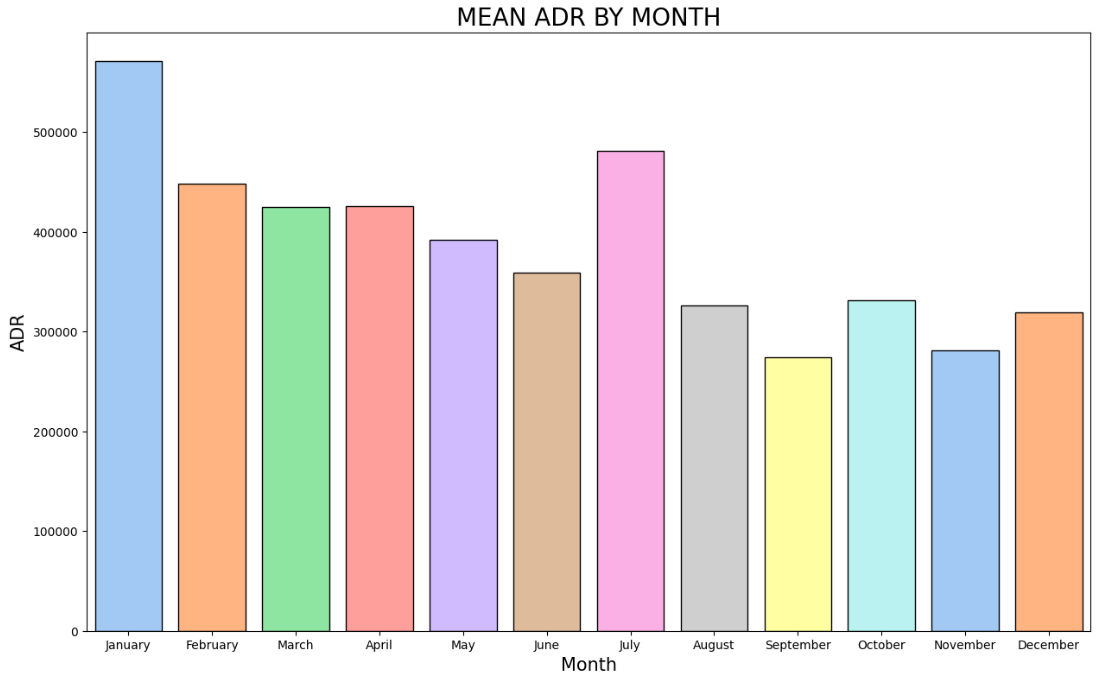 MEAN ADR BY MONTH
ADR
500000
400000
300000
200000
100000
0
January February March April May June July August September October November December
Month